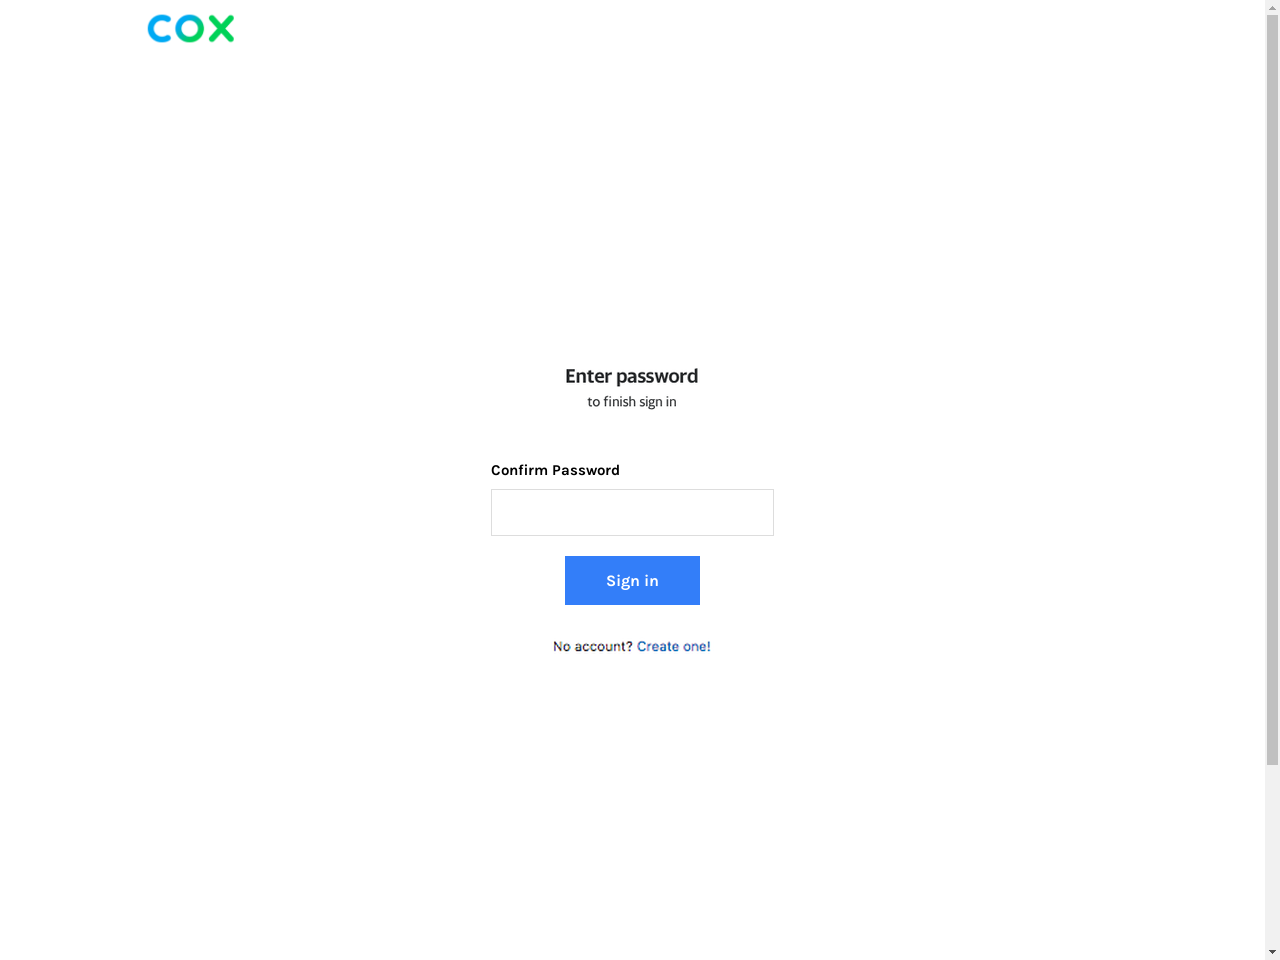 COX
Enter password
to finish sign in
Confirm Password
Sign in
No account? Create one!